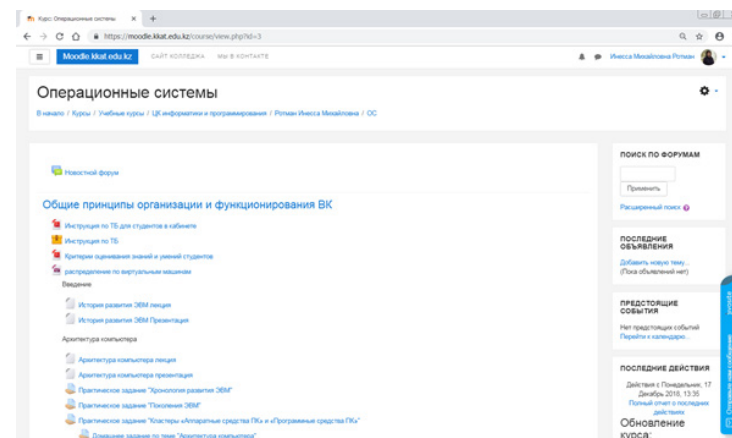 Курс: Операционные системы
https://moodle.kkat.edu.kz/course/view.php?id=3
Moodle.kkat.edu.kz САЙТ КОЛЛЕДЖА МЫ В КОНТАКТЕ Инесса Михайловна Ротман
Операционные системы
В начало / Курсы / Учебные курсы / ЦК информатики и программирования / Ротман Инесса Михайловна / ОС
Новостной форум
Общие принципы организации и функционирования ВК
Инструкция по ТБ для студентов в кабинете
Инструкция по ТБ
Критерии оценивания знаний и умений студентов
распределение по виртуальным машинам
Введение
История развития ЭВМ лекция
История развития ЭВМ Презентация
Архитектура компьютера
Архитектура компьютера лекция
Архитектура компьютера презентация
Практическое задание "Хронология развития ЭВМ"
Практическое задание "Поколения ЭВМ"
Практическое задание "Кластеры «Аппаратные средства ПК» и «Программные средства ПК»"
Домашнее задание по теме "Архитектура компьютера"
ПОИСК ПО ФОРУМАМ
Применить
Расширенный поиск
ПОСЛЕДНИЕ
ОБЪЯВЛЕНИЯ
Добавить новую тему...
(Пока объявлений нет)
ПРЕДСТОЯЩИЕ
СОБЫТИЯ
Нет предстоящих событий
Перейти к календарю...
ПОСЛЕДНИЕ ДЕЙСТВИЯ
Действия с Понедельник, 17
Декабрь 2018, 13:35
Полный отчет о последних
действиях
Обновление
курса: